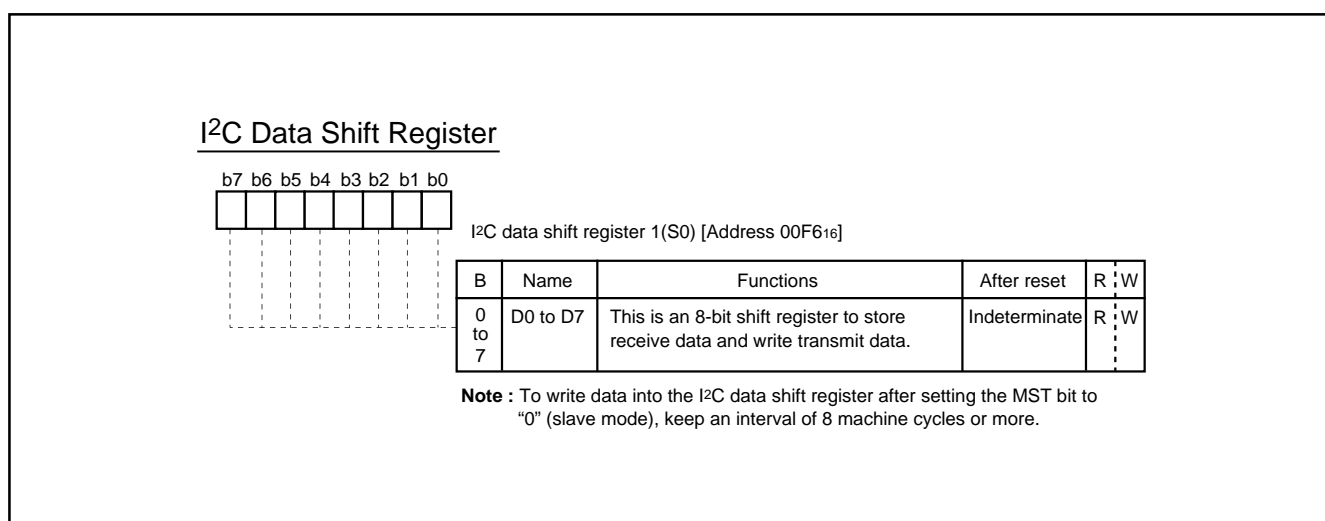 I²C Data Shift Register
b7 b6 b5 b4 b3 b2 b1 b0
I²C data shift register 1(S0) [Address 00F6₁₆]
B Name Functions After reset R W
0 to 7 D0 to D7 This is an 8-bit shift register to store Indeterminate R W
receive data and write transmit data.
Note : To write data into the I²C data shift register after setting the MST bit to
“0” (slave mode), keep an interval of 8 machine cycles or more.